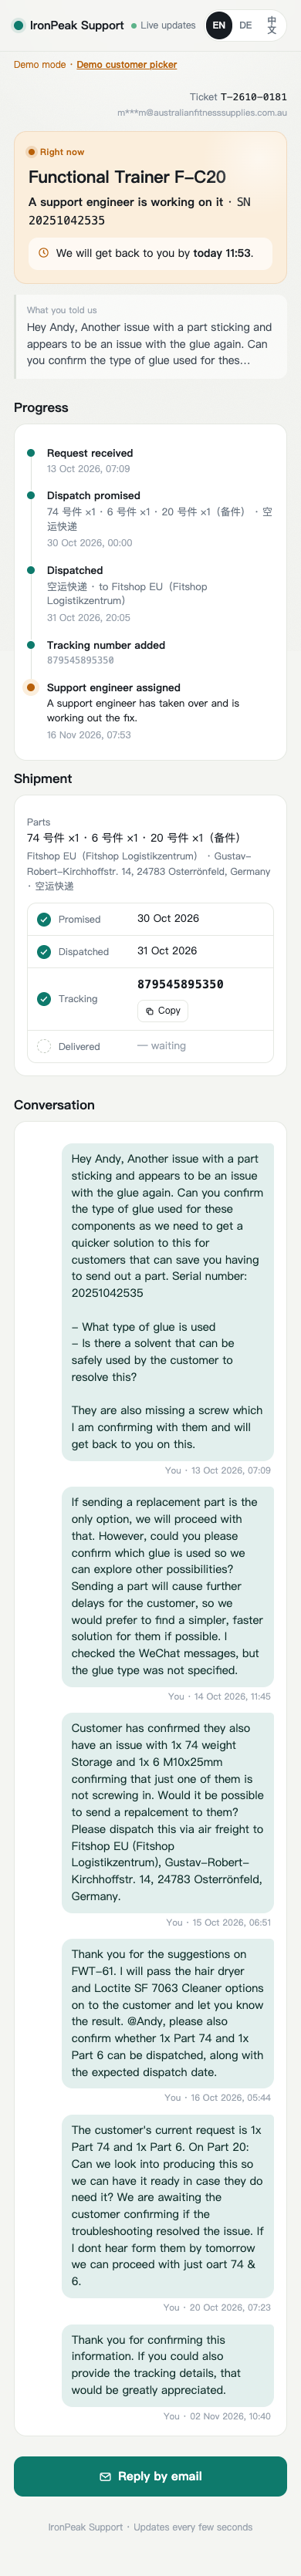 IronPeak Support
Live updates
EN
DE
中文
Demo mode · Demo customer picker
Ticket T-2610-0181
m***m@australianfitnesssupplies.com.au
Right now
Functional Trainer F-C20
A support engineer is working on it · SN
20251042535
We will get back to you by today 11:53.
What you told us
Hey Andy, Another issue with a part sticking and
appears to be an issue with the glue again. Can
you confirm the type of glue used for thes...
Progress
Request received
13 Oct 2026, 07:09
Dispatch promised
74 号件 ×1 · 6 号件 ×1 · 20 号件 ×1（备件） · 空
运快递
30 Oct 2026, 00:00
Dispatched
空运快递 · to Fitshop EU (Fitshop
Logistikzentrum)
31 Oct 2026, 20:05
Tracking number added
879545895350
Support engineer assigned
A support engineer has taken over and is
working out the fix.
16 Nov 2026, 07:53
Shipment
Parts
74 号件 ×1 · 6 号件 ×1 · 20 号件 ×1（备件）
Fitshop EU (Fitshop Logistikzentrum) · Gustav-
Robert-Kirchhoffstr. 14, 24783 Osterrönfeld, Germany
· 空运快递
Promised
30 Oct 2026
Dispatched
31 Oct 2026
Tracking
879545895350
Copy
Delivered
— waiting
Conversation
Hey Andy, Another issue with a part
sticking and appears to be an issue
with the glue again. Can you confirm
the type of glue used for these
components as we need to get a
quicker solution to this for
customers that can save you having
to send out a part. Serial number:
20251042535
- What type of glue is used
- Is there a solvent that can be
safely used by the customer to
resolve this?
They are also missing a screw which
I am confirming with them and will
get back to you on this.
You · 13 Oct 2026, 07:09
If sending a replacement part is the
only option, we will proceed with
that. However, could you please
confirm which glue is used so we
can explore other possibilities?
Sending a part will cause further
delays for the customer, so we
would prefer to find a simpler, faster
solution for them if possible. I
checked the WeChat messages, but
the glue type was not specified.
You · 14 Oct 2026, 11:45
Customer has confirmed they also
have an issue with 1x 74 weight
Storage and 1x 6 M10x25mm
confirming that just one of them is
not screwing in. Would it be possible
to send a repalcement to them?
Please dispatch this via air freight to
Fitshop EU (Fitshop
Logistikzentrum), Gustav-Robert-
Kirchhoffstr. 14, 24783 Osterrönfeld,
Germany.
You · 15 Oct 2026, 06:51
Thank you for the suggestions on
FWT-61. I will pass the hair dryer
and Loctite SF 7063 Cleaner options
on to the customer and let you know
the result. @Andy, please also
confirm whether 1x Part 74 and 1x
Part 6 can be dispatched, along with
the expected dispatch date.
You · 16 Oct 2026, 05:44
The customer's current request is 1x
Part 74 and 1x Part 6. On Part 20:
Can we look into producing this so
we can have it ready in case they do
need it? We are awaiting the
customer confirming if the
troubleshooting resolved the issue. If
I dont hear form them by tomorrow
we can proceed with just oart 74 &
6.
You · 20 Oct 2026, 07:23
Thank you for confirming this
information. If you could also
provide the tracking details, that
would be greatly appreciated.
You · 02 Nov 2026, 10:40
Reply by email
IronPeak Support · Updates every few seconds